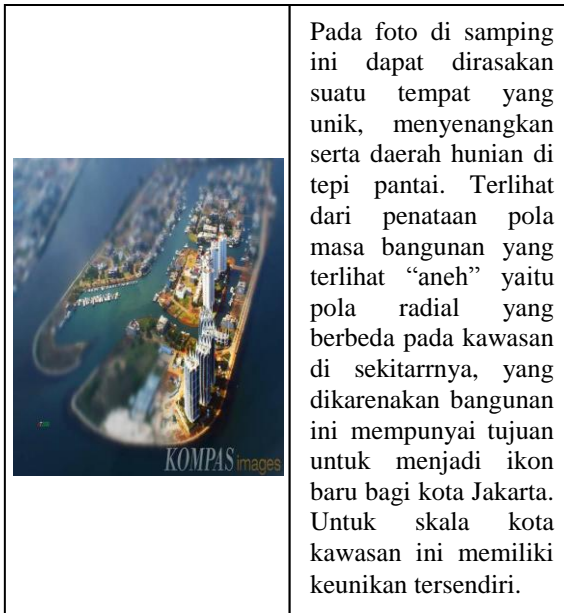 KOMPAS images
Pada foto di samping
ini dapat dirasakan
suatu tempat yang
unik, menyenangkan
serta daerah hunian di
tepi pantai. Terlihat
dari penataan pola
masa bangunan yang
terlihat “aneh” yaitu
pola radial yang
berbeda pada kawasan
di sekitarrnya, yang
dikarenakan bangunan
ini mempunyai tujuan
untuk menjadi ikon
baru bagi kota Jakarta.
Untuk skala kota
kawasan ini memiliki
keunikan tersendiri.